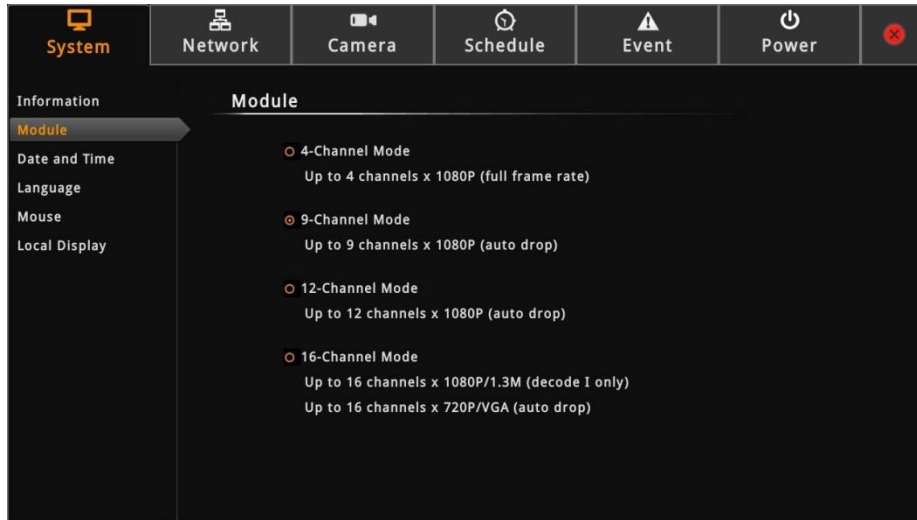 System
Network
Camera
Schedule
Event
Power
Information
Module
Date and Time
Language
Mouse
Local Display
Module
4-Channel Mode
Up to 4 channels x 1080P (full frame rate)
9-Channel Mode
Up to 9 channels x 1080P (auto drop)
12-Channel Mode
Up to 12 channels x 1080P (auto drop)
16-Channel Mode
Up to 16 channels x 1080P/1.3M (decode I only)
Up to 16 channels x 720P/VGA (auto drop)